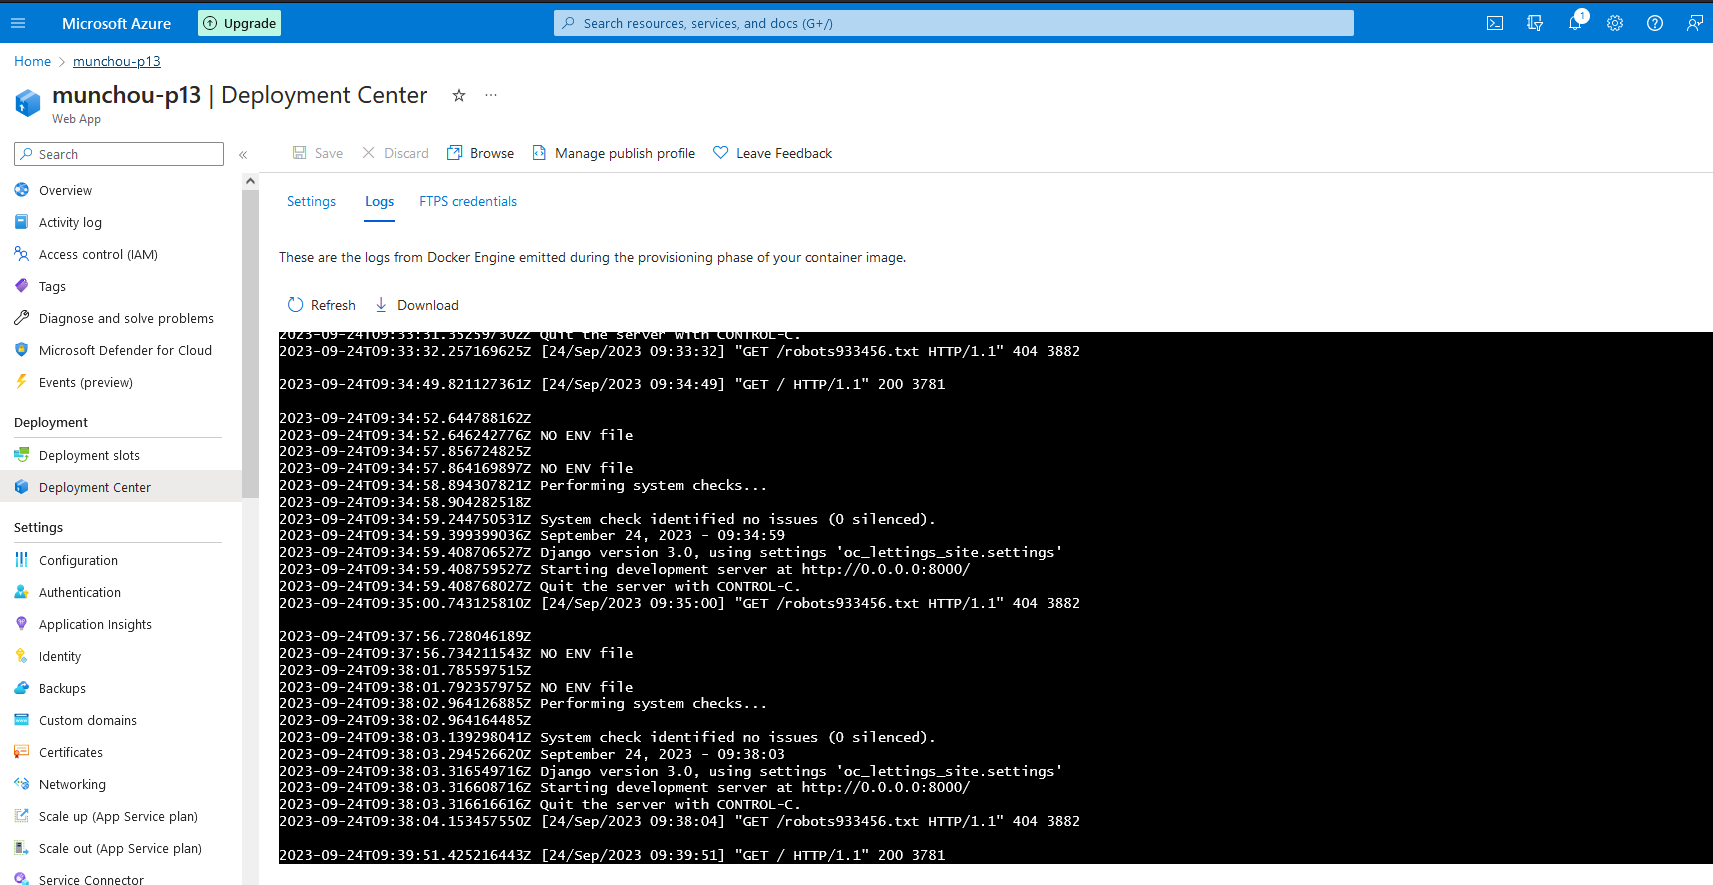 Microsoft Azure
Upgrade
Search resources, services, and docs (G+/)
1
Home > munchou-p13
munchou-p13 | Deployment Center
Web App
Search
«
Save
Discard
Browse
Manage publish profile
Leave Feedback
Overview
Activity log
Access control (IAM)
Tags
Diagnose and solve problems
Microsoft Defender for Cloud
Events (preview)
Deployment
Deployment slots
Deployment Center
Settings
Configuration
Authentication
Application Insights
Identity
Backups
Custom domains
Certificates
Networking
Scale up (App Service plan)
Scale out (App Service plan)
Service Connector
Settings
Logs
FTPS credentials
These are the logs from Docker Engine emitted during the provisioning phase of your container image.
Refresh
Download
2023-09-24T09:33:31.352597302Z Quit the server with CONTROL-C.
2023-09-24T09:33:32.257169625Z [24/Sep/2023 09:33:32] "GET /robots933456.txt HTTP/1.1" 404 3882
2023-09-24T09:34:49.821127361Z [24/Sep/2023 09:34:49] "GET / HTTP/1.1" 200 3781
2023-09-24T09:34:52.644788162Z
2023-09-24T09:34:52.646242776Z NO ENV file
2023-09-24T09:34:57.856724825Z
2023-09-24T09:34:57.864169897Z NO ENV file
2023-09-24T09:34:58.894307821Z Performing system checks...
2023-09-24T09:34:58.904282518Z
2023-09-24T09:34:59.244750531Z System check identified no issues (0 silenced).
2023-09-24T09:34:59.399399036Z September 24, 2023 - 09:34:59
2023-09-24T09:34:59.408706527Z Django version 3.0, using settings 'oc_lettings_site.settings'
2023-09-24T09:34:59.408759527Z Starting development server at http://0.0.0.0:8000/
2023-09-24T09:34:59.408768027Z Quit the server with CONTROL-C.
2023-09-24T09:35:00.743125810Z [24/Sep/2023 09:35:00] "GET /robots933456.txt HTTP/1.1" 404 3882
2023-09-24T09:37:56.728046189Z
2023-09-24T09:37:56.734211543Z NO ENV file
2023-09-24T09:38:01.785597515Z
2023-09-24T09:38:01.792357975Z NO ENV file
2023-09-24T09:38:02.964126885Z Performing system checks...
2023-09-24T09:38:02.964164485Z
2023-09-24T09:38:03.139298041Z System check identified no issues (0 silenced).
2023-09-24T09:38:03.294526620Z September 24, 2023 - 09:38:03
2023-09-24T09:38:03.316549716Z Django version 3.0, using settings 'oc_lettings_site.settings'
2023-09-24T09:38:03.316608716Z Starting development server at http://0.0.0.0:8000/
2023-09-24T09:38:03.316616616Z Quit the server with CONTROL-C.
2023-09-24T09:38:04.153457550Z [24/Sep/2023 09:38:04] "GET /robots933456.txt HTTP/1.1" 404 3882
2023-09-24T09:39:51.425216443Z [24/Sep/2023 09:39:51] "GET / HTTP/1.1" 200 3781